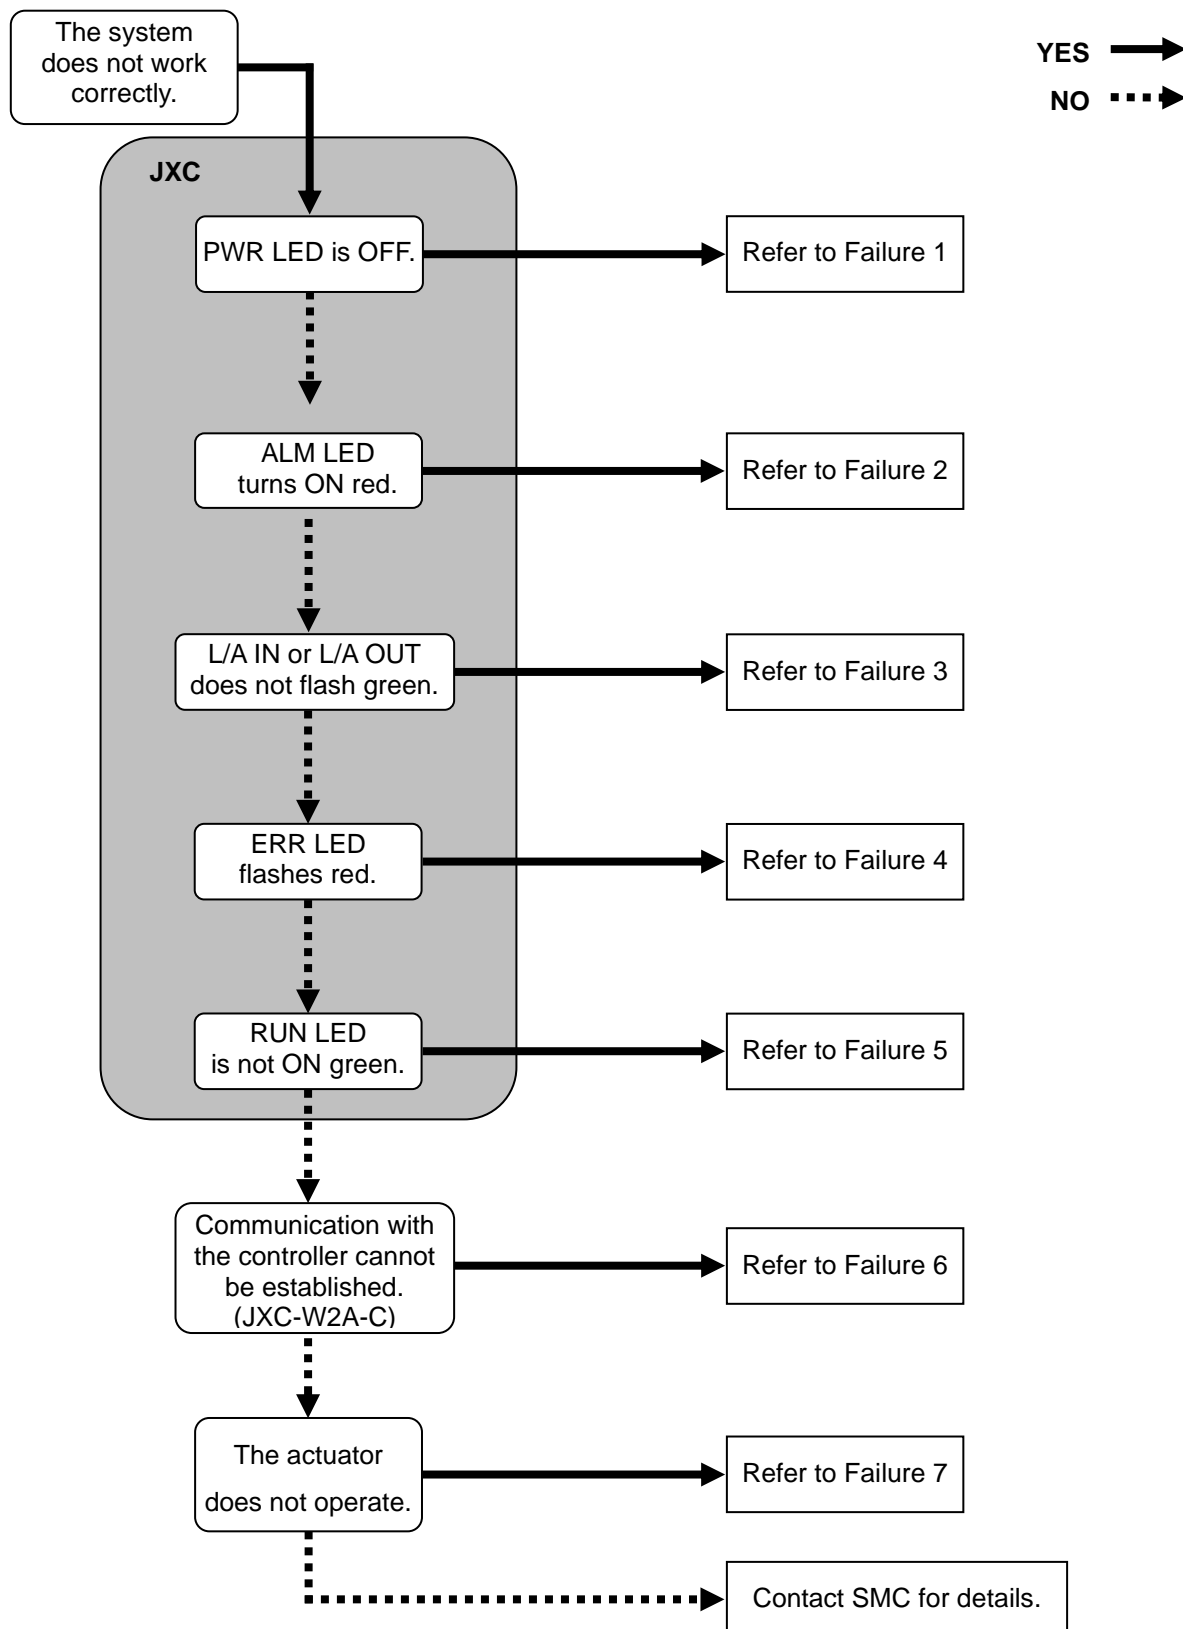 The system
does not work
correctly.
YES
NO
JXC
PWR LED is OFF.
Refer to Failure 1
ALM LED
turns ON red.
Refer to Failure 2
L/A IN or L/A OUT
does not flash green.
Refer to Failure 3
ERR LED
flashes red.
Refer to Failure 4
RUN LED
is not ON green.
Refer to Failure 5
Communication with
the controller cannot
be established.
(JXC-W2A-C)
Refer to Failure 6
The actuator
does not operate.
Refer to Failure 7
Contact SMC for details.